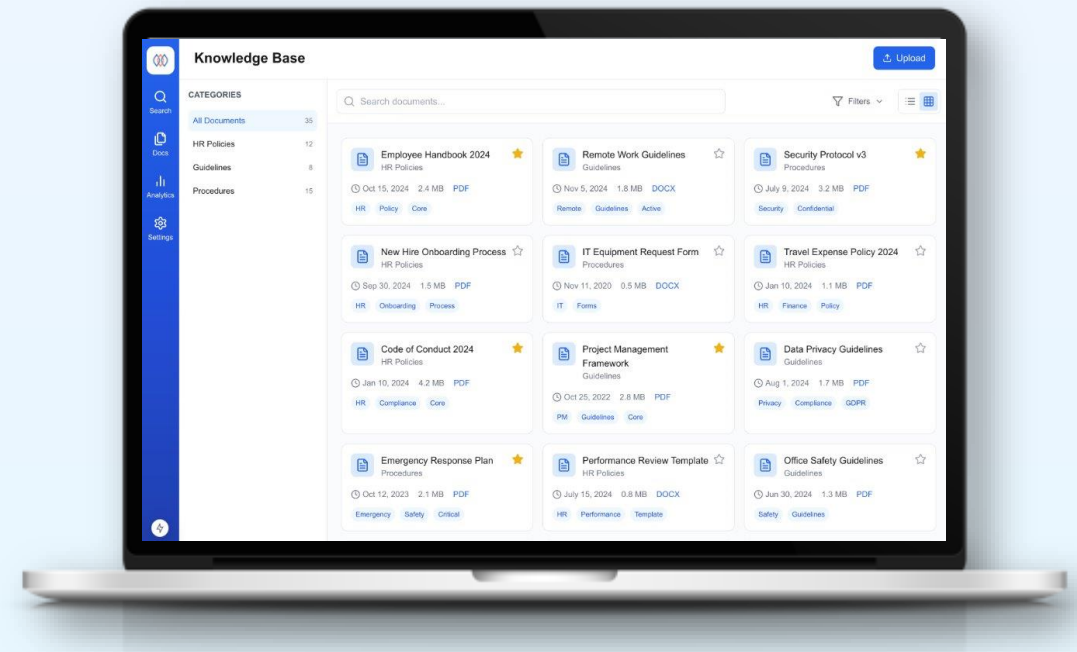 Knowledge Base
Upload
Search
Docs
Analytics
Settings
CATEGORIES
All Documents 35
HR Policies 12
Guidelines 8
Procedures 15
Search documents...
Filters
Employee Handbook 2024
HR Policies
Oct 15, 2024 2.4 MB PDF
HR Policy Core
Remote Work Guidelines
Guidelines
Nov 5, 2024 1.8 MB DOCX
Remote Guidelines Active
Security Protocol v3
Procedures
July 9, 2024 3.2 MB PDF
Security Confidential
New Hire Onboarding Process
HR Policies
Sep 30, 2024 1.5 MB PDF
HR Onboarding Process
IT Equipment Request Form
Procedures
Nov 11, 2020 0.5 MB DOCX
IT Forms
Travel Expense Policy 2024
HR Policies
Jan 10, 2024 1.1 MB PDF
HR Finance Policy
Code of Conduct 2024
HR Policies
Jan 10, 2024 4.2 MB PDF
HR Compliance Core
Project Management
Framework
Guidelines
Oct 25, 2022 2.8 MB PDF
PM Guidelines Core
Data Privacy Guidelines
Guidelines
Aug 1, 2024 1.7 MB PDF
Privacy Compliance GDPR
Emergency Response Plan
Procedures
Oct 12, 2023 2.1 MB PDF
Emergency Safety Critical
Performance Review Template
HR Policies
July 15, 2024 0.8 MB DOCX
HR Performance Template
Office Safety Guidelines
Guidelines
Jun 30, 2024 1.3 MB PDF
Safety Guidelines